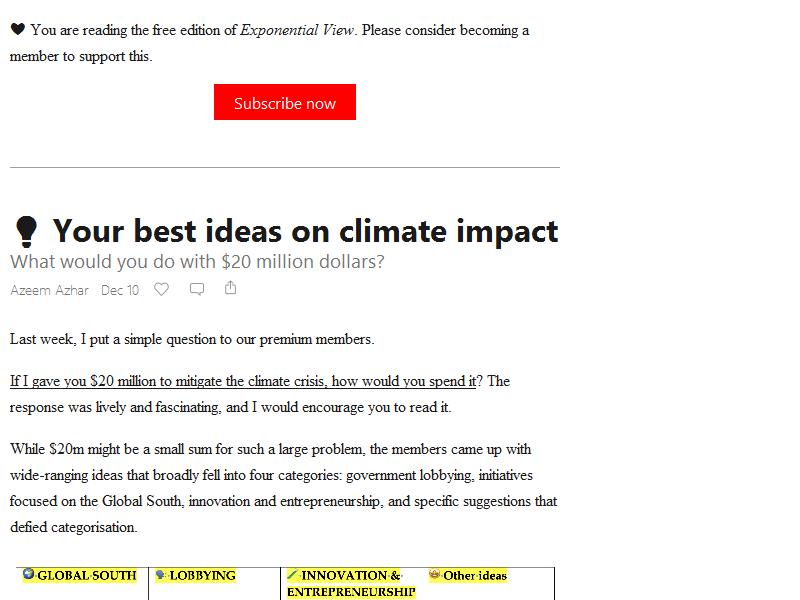 You are reading the free edition of Exponential View. Please consider becoming a
member to support this.
Subscribe now
Your best ideas on climate impact
What would you do with $20 million dollars?
Azeem Azhar Dec 10
Last week, I put a simple question to our premium members.
If I gave you $20 million to mitigate the climate crisis, how would you spend it? The
response was lively and fascinating, and I would encourage you to read it.
While $20m might be a small sum for such a large problem, the members came up with
wide-ranging ideas that broadly fell into four categories: government lobbying, initiatives
focused on the Global South, innovation and entrepreneurship, and specific suggestions that
defied categorisation.
GLOBAL SOUTH LOBBYING INNOVATION & Other ideas
ENTREPRENEURSHIP